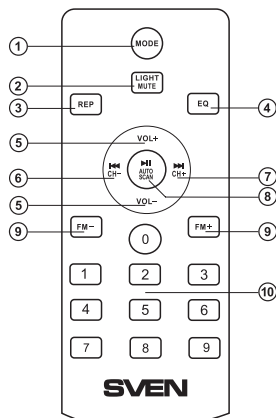 1 MODE
2 LIGHT MUTE
3 REP EQ 4
5 VOL+
6 CH− ▶II AUTO SCAN CH+ 7
8
5 VOL−
9 FM− FM+ 9
0
1 2 3
10
4 5 6
7 8 9
SVEN